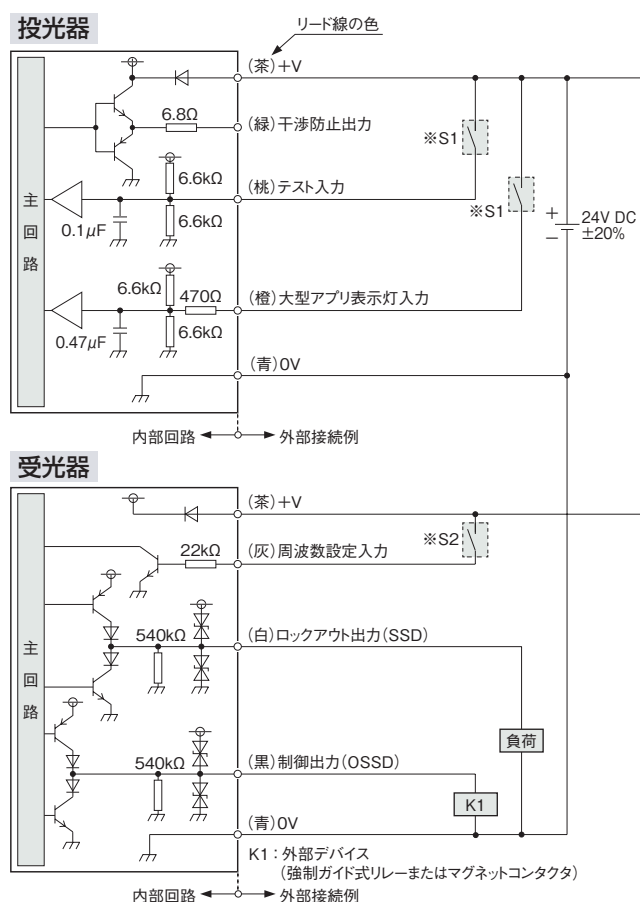 投光器
リード線の色
(茶)+V
6.8Ω
(緑)干渉防止出力
※S1
6.6kΩ
(桃)テスト入力
主回路
0.1μF
6.6kΩ
※S1
+
−
24V DC
±20%
6.6kΩ
470Ω
(橙)大型アプリ表示灯入力
0.47μF
6.6kΩ
(青)0V
内部回路
外部接続例
受光器
(茶)+V
※S2
22kΩ
(灰)周波数設定入力
540kΩ
(白)ロックアウト出力(SSD)
主回路
負荷
540kΩ
(黒)制御出力(OSSD)
K1
(青)0V
K1:外部デバイス
(強制ガイド式リレーまたはマグネットコンタクタ)
内部回路
外部接続例